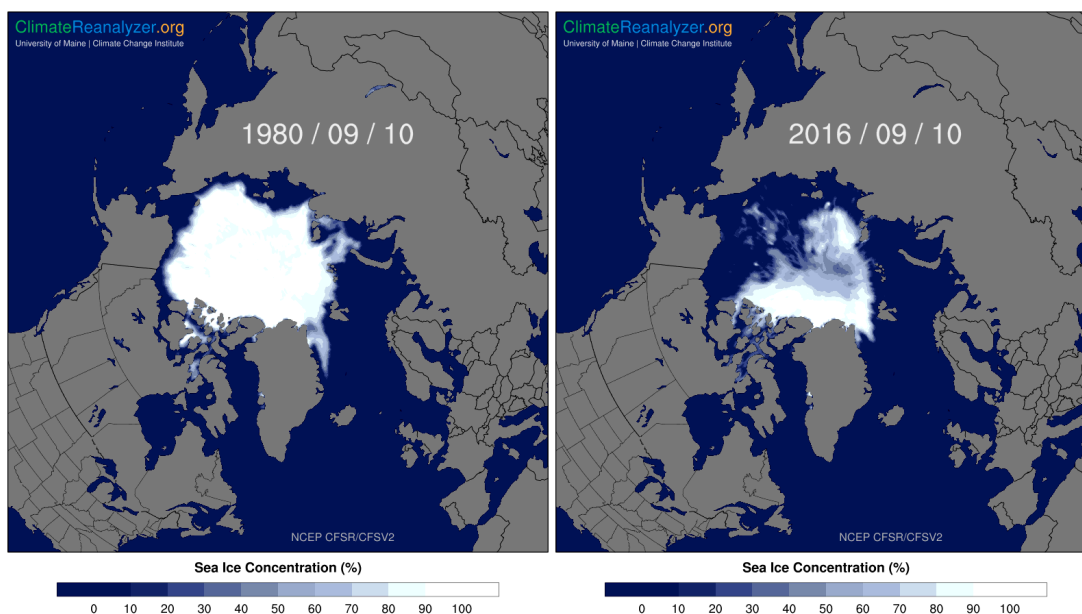 ClimateReanalyzer.org
University of Maine | Climate Change Institute
1980 / 09 / 10
NCEP CFSR/CFSV2
Sea Ice Concentration (%)
0 10 20 30 40 50 60 70 80 90 100
ClimateReanalyzer.org
University of Maine | Climate Change Institute
2016 / 09 / 10
NCEP CFSR/CFSV2
Sea Ice Concentration (%)
0 10 20 30 40 50 60 70 80 90 100